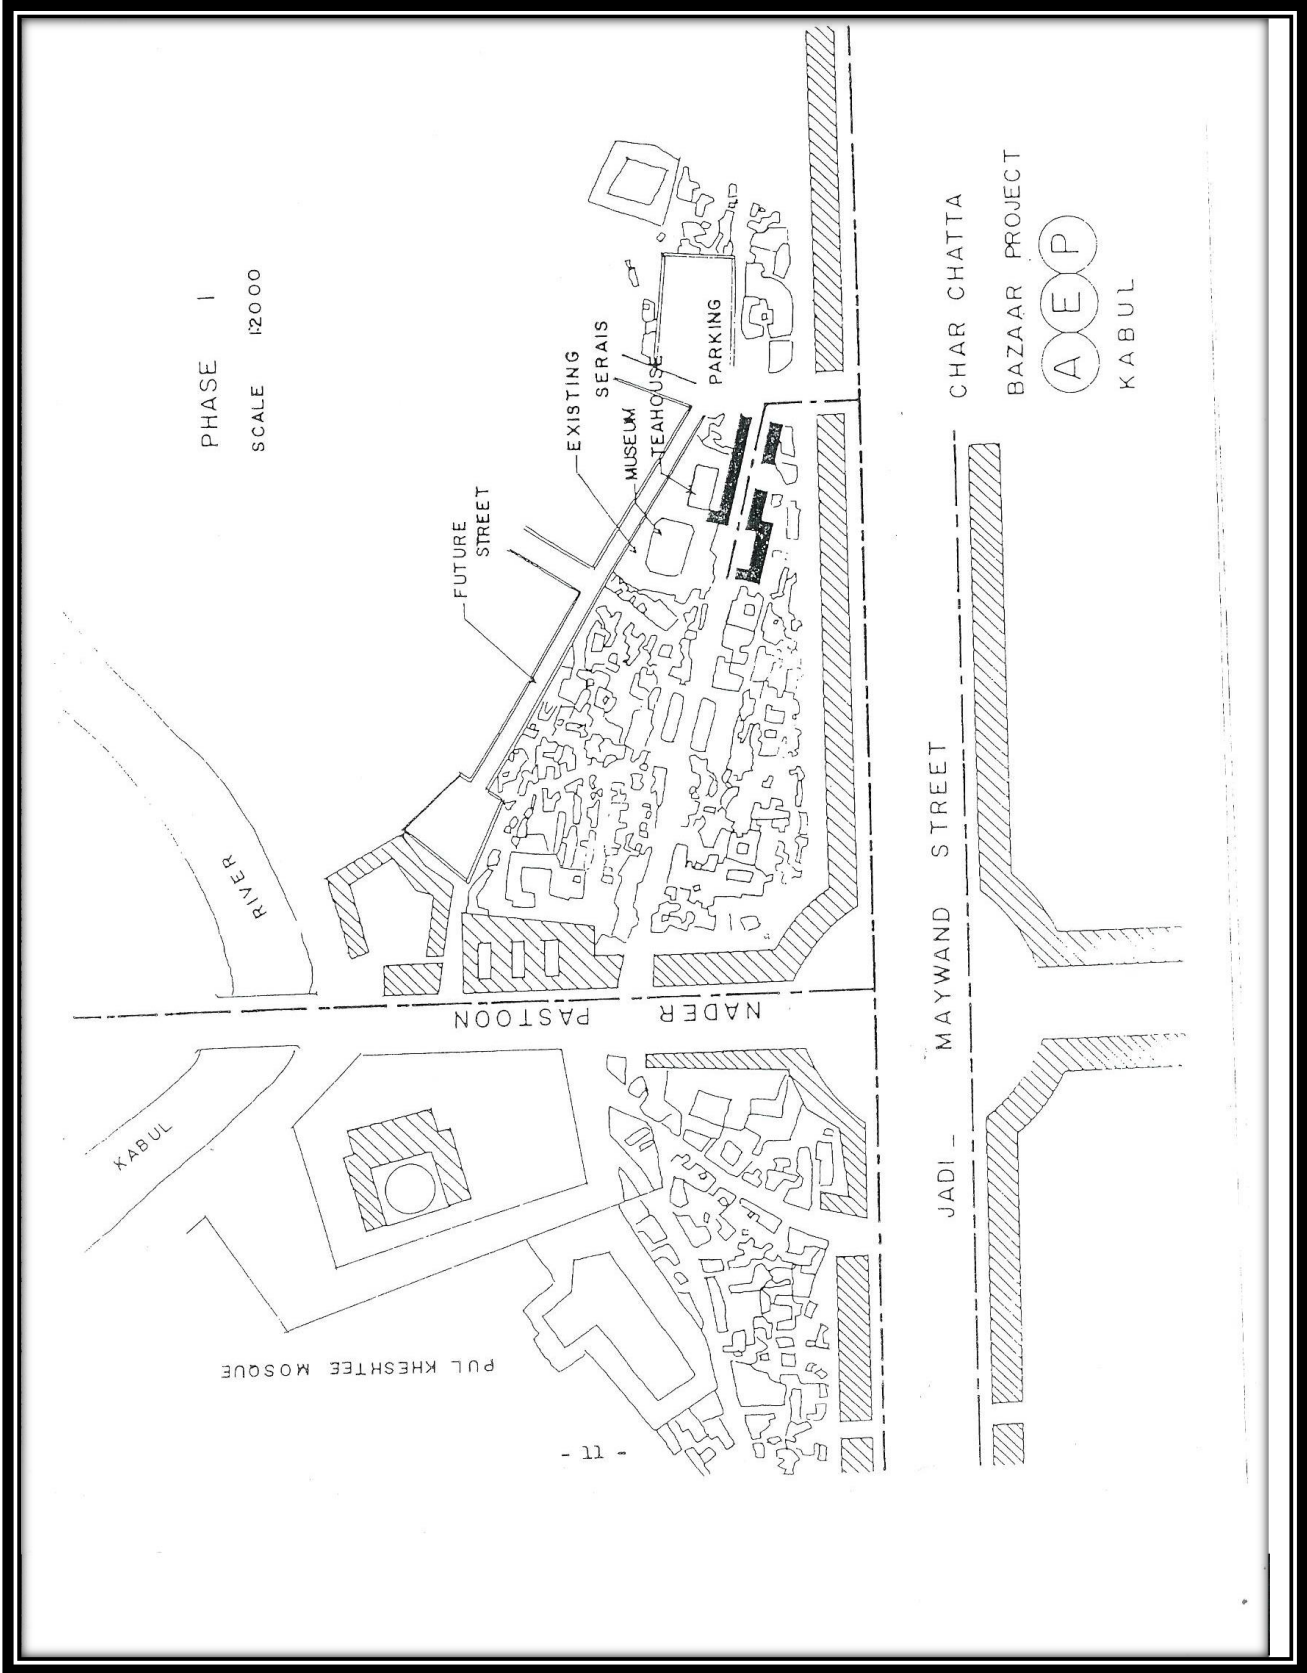 PHASE 1
SCALE 1:2000
FUTURE
STREET
EXISTING
SERAIS
MUSEUM
TEAHOUSE
PARKING
RIVER
KABUL
NADER
PASTOON
PUL KHESHTEE MOSQUE
JADI - MAYWAND STREET
CHAR CHATTA
BAZAAR PROJECT
AEP
KABUL
- 11 -